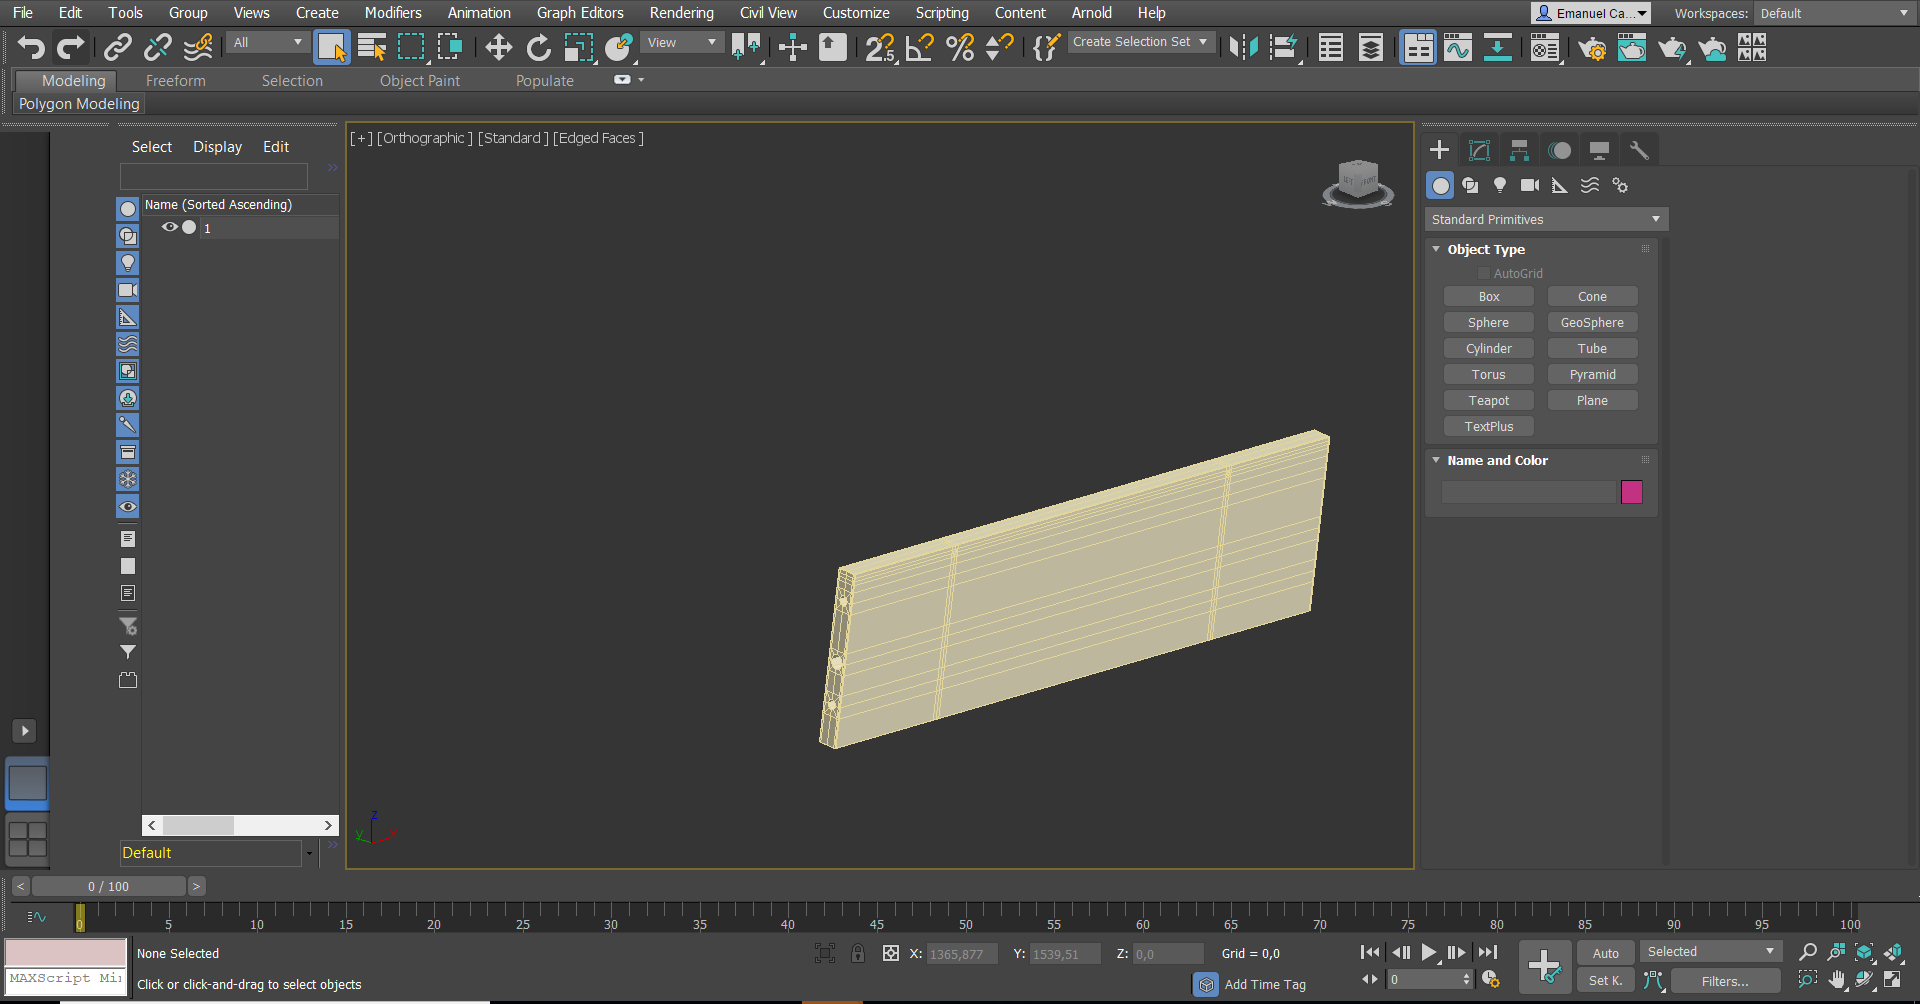 File Edit Tools Group Views Create Modifiers Animation Graph Editors Rendering Civil View Customize Scripting Content Arnold Help
Emanuel Ca... Workspaces: Default
All View 2.5 Create Selection Set
Modeling Freeform Selection Object Paint Populate
Polygon Modeling
Select Display Edit
Name (Sorted Ascending)
1
Default
[+] [Orthographic ] [Standard ] [Edged Faces ]
FRONT
z
y
x
Standard Primitives
Object Type
AutoGrid
Box Cone
Sphere GeoSphere
Cylinder Tube
Torus Pyramid
Teapot Plane
TextPlus
Name and Color
< 0 / 100 >
0 5 10 15 20 25 30 35 40 45 50 55 60 65 70 75 80 85 90 95 100
None Selected X: 1365,877 Y: 1539,51 Z: 0,0 Grid = 0,0 Auto Selected
MAXScript Mi
Click or click-and-drag to select objects Add Time Tag 0 Set K. Filters...